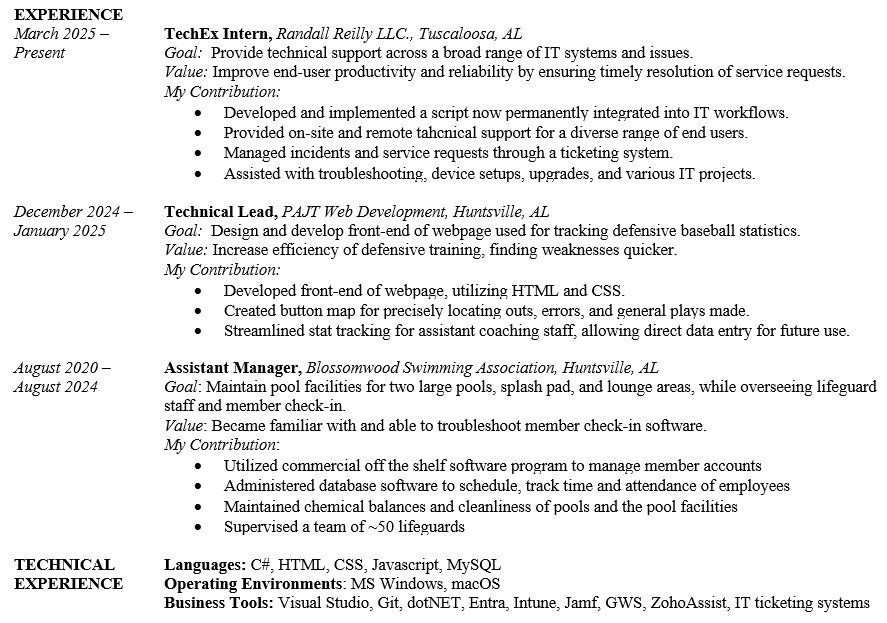 EXPERIENCE
March 2025 – TechEx Intern, Randall Reilly LLC., Tuscaloosa, AL
Present Goal: Provide technical support across a broad range of IT systems and issues.
Value: Improve end-user productivity and reliability by ensuring timely resolution of service requests.
My Contribution:
• Developed and implemented a script now permanently integrated into IT workflows.
• Provided on-site and remote tahcnical support for a diverse range of end users.
• Managed incidents and service requests through a ticketing system.
• Assisted with troubleshooting, device setups, upgrades, and various IT projects.
December 2024 – Technical Lead, PAJT Web Development, Huntsville, AL
January 2025 Goal: Design and develop front-end of webpage used for tracking defensive baseball statistics.
Value: Increase efficiency of defensive training, finding weaknesses quicker.
My Contribution:
• Developed front-end of webpage, utilizing HTML and CSS.
• Created button map for precisely locating outs, errors, and general plays made.
• Streamlined stat tracking for assistant coaching staff, allowing direct data entry for future use.
August 2020 – Assistant Manager, Blossomwood Swimming Association, Huntsville, AL
August 2024 Goal: Maintain pool facilities for two large pools, splash pad, and lounge areas, while overseeing lifeguard
staff and member check-in.
Value: Became familiar with and able to troubleshoot member check-in software.
My Contribution:
• Utilized commercial off the shelf software program to manage member accounts
• Administered database software to schedule, track time and attendance of employees
• Maintained chemical balances and cleanliness of pools and the pool facilities
• Supervised a team of ~50 lifeguards
TECHNICAL Languages: C#, HTML, CSS, Javascript, MySQL
EXPERIENCE Operating Environments: MS Windows, macOS
Business Tools: Visual Studio, Git, dotNET, Entra, Intune, Jamf, GWS, ZohoAssist, IT ticketing systems